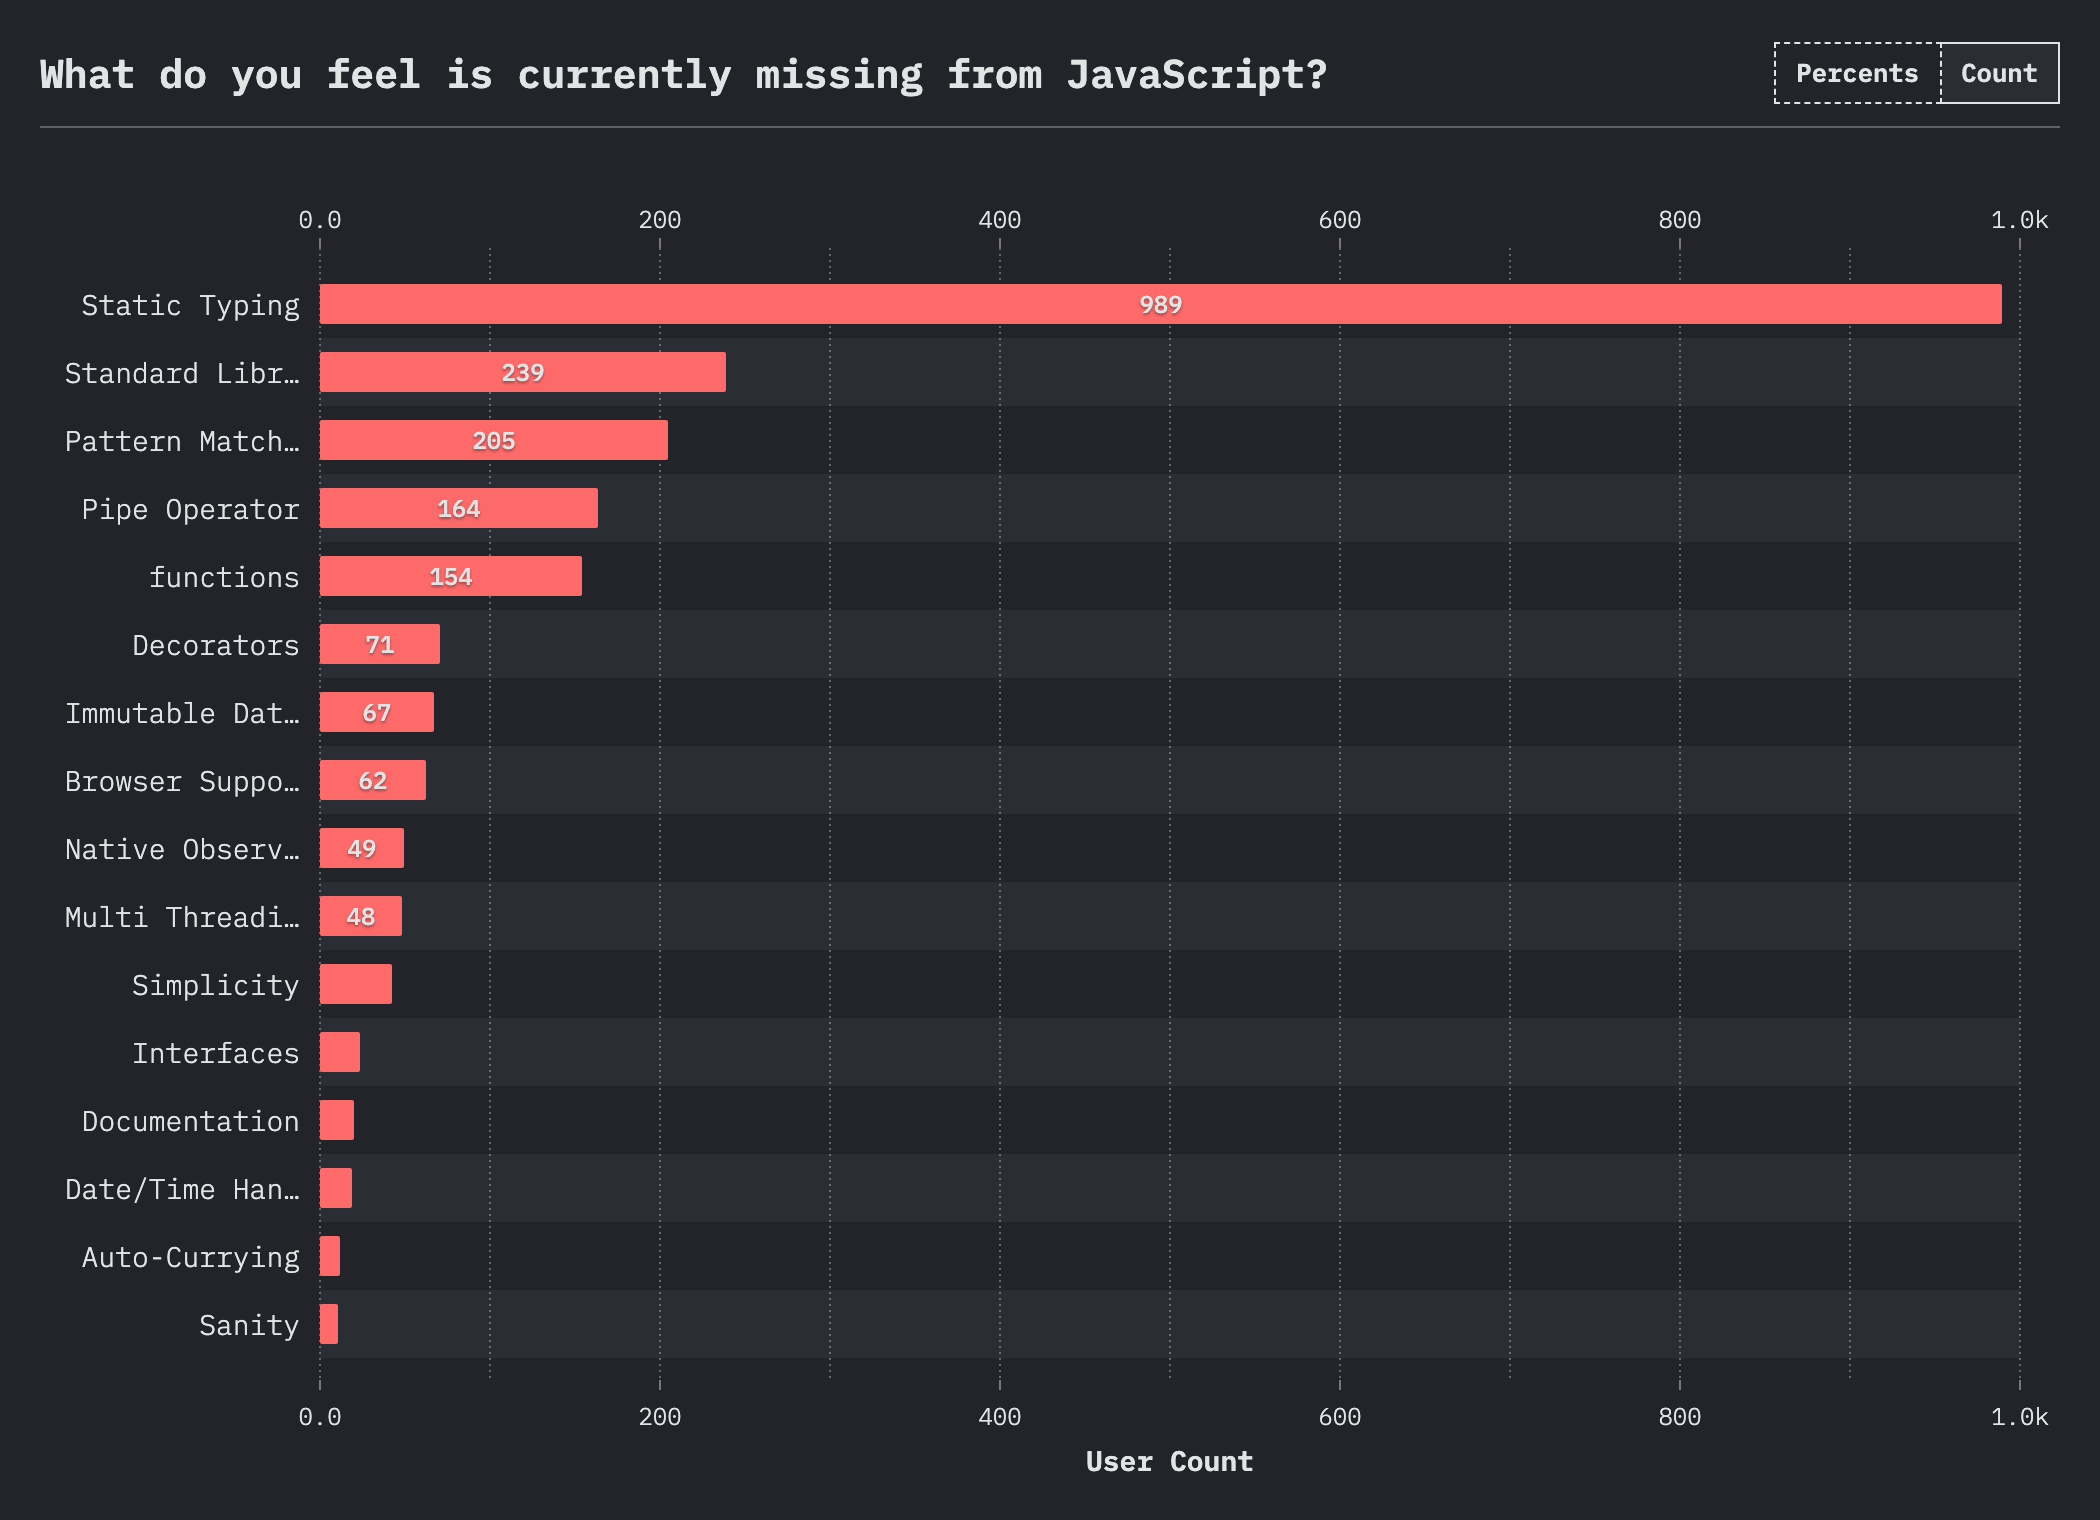 What do you feel is currently missing from JavaScript?
Percents Count
0.0 200 400 600 800 1.0k
Static Typing 989
Standard Libr… 239
Pattern Match… 205
Pipe Operator 164
functions 154
Decorators 71
Immutable Dat… 67
Browser Suppo… 62
Native Observ… 49
Multi Threadi… 48
Simplicity
Interfaces
Documentation
Date/Time Han…
Auto-Currying
Sanity
0.0 200 400 600 800 1.0k
User Count